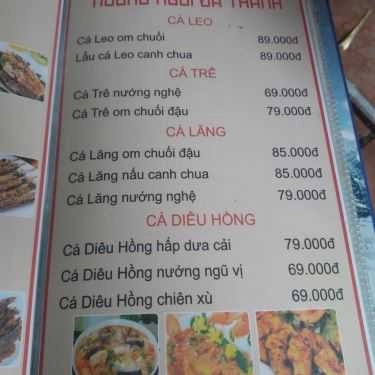 CÁ LEO
Cá Leo om chuối 89.000đ
Lẩu cá Leo canh chua 89.000đ
CÁ TRÊ
Cá Trê nướng nghệ 69.000đ
Cá Trê om chuối đậu 79.000đ
CÁ LĂNG
Cá Lăng om chuối đậu 85.000đ
Cá Lăng nấu canh chua 85.000đ
Cá Lăng nướng nghệ 79.000đ
CÁ DIÊU HỒNG
Cá Diêu Hồng hấp dưa cải 79.000đ
Cá Diêu Hồng nướng ngũ vị 69.000đ
Cá Diêu Hồng chiên xù 69.000đ